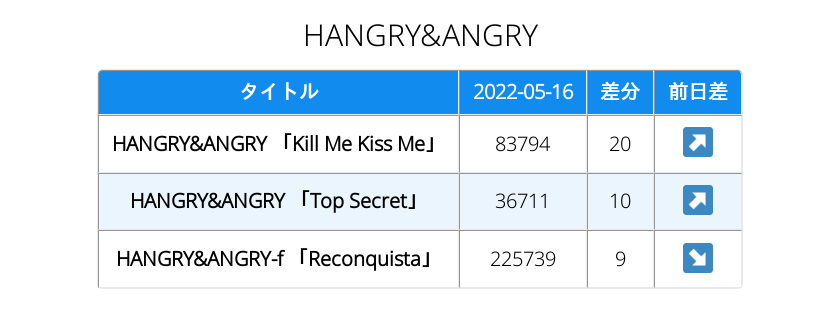 HANGRY&ANGRY
タイトル 2022-05-16 差分 前日差
HANGRY&ANGRY 「Kill Me Kiss Me」 83794 20
HANGRY&ANGRY 「Top Secret」 36711 10
HANGRY&ANGRY-f 「Reconquista」 225739 9